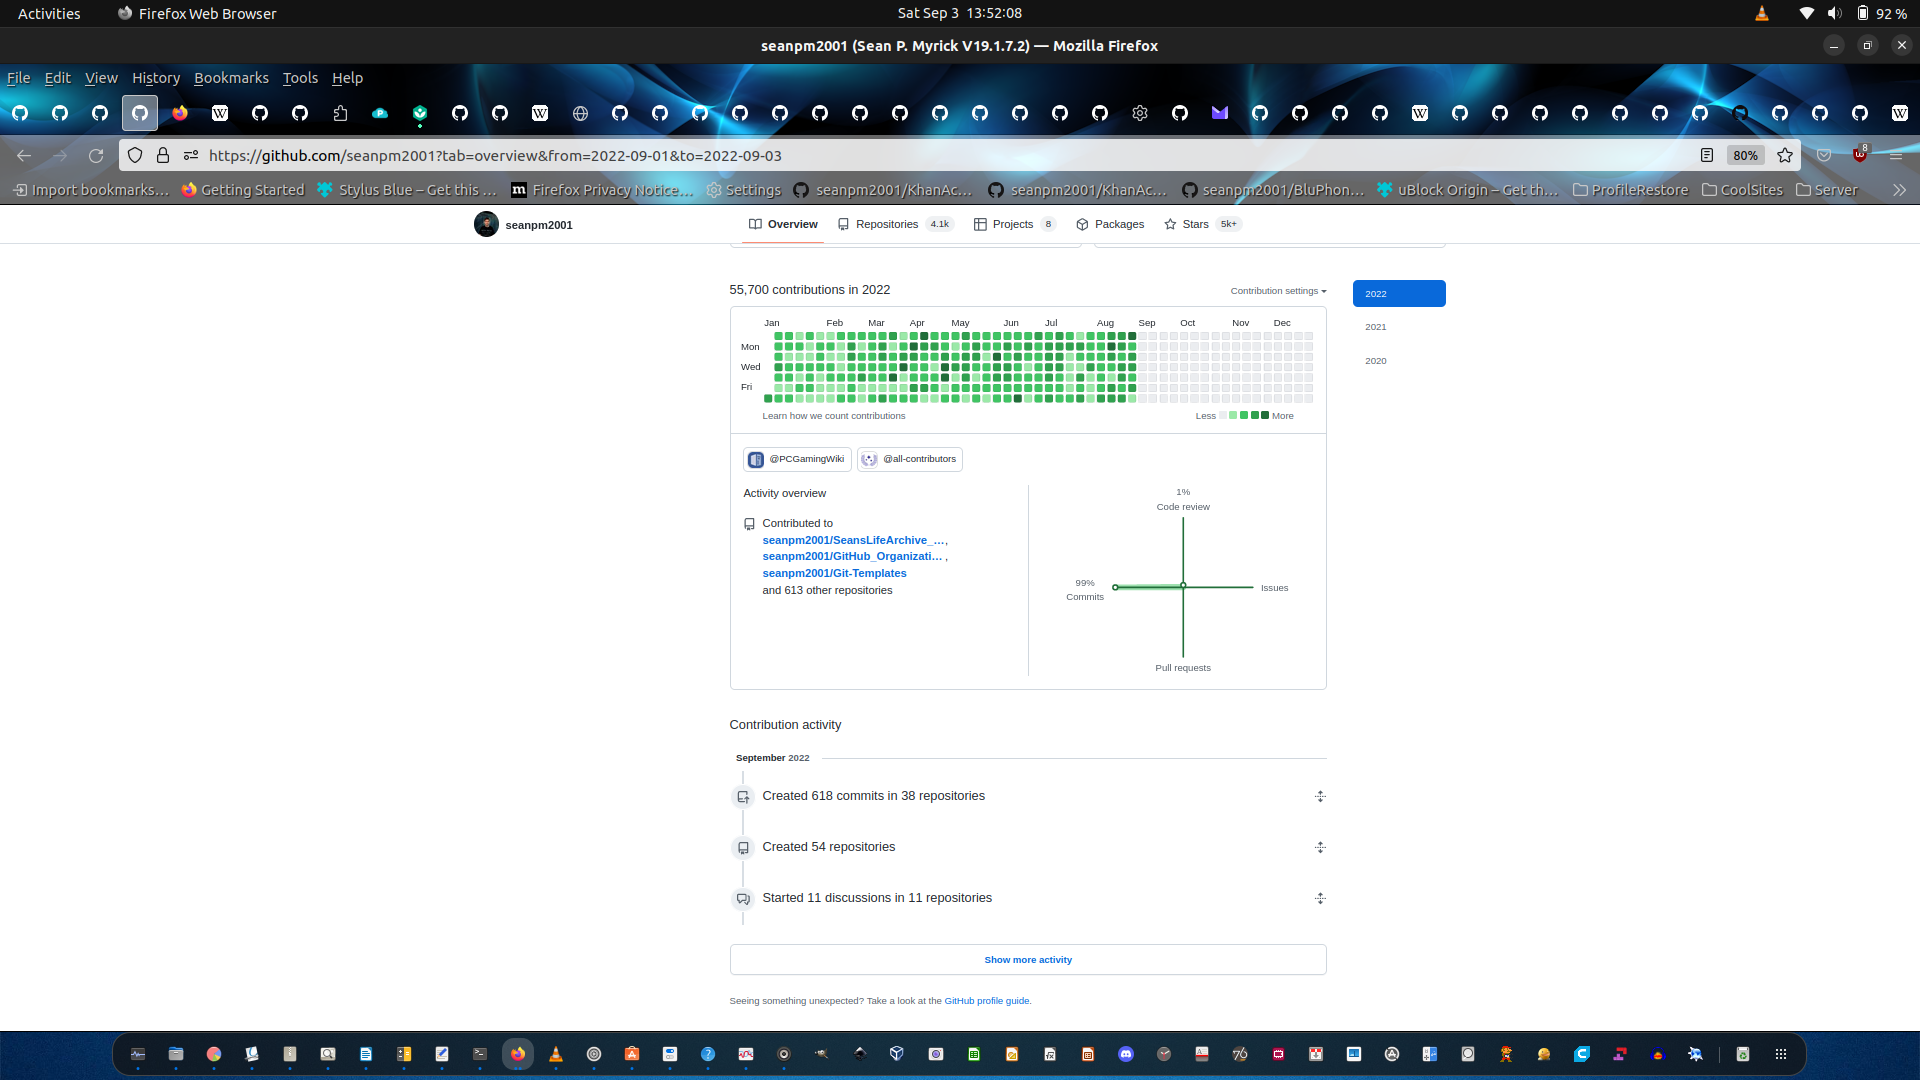 Activities Firefox Web Browser Sat Sep 3 13:52:08 92 %
seanpm2001 (Sean P. Myrick V19.1.7.2) — Mozilla Firefox
File Edit View History Bookmarks Tools Help
https://github.com/seanpm2001?tab=overview&from=2022-09-01&to=2022-09-03 80% 8
Import bookmarks… Getting Started Stylus Blue – Get this … Firefox Privacy Notice… Settings seanpm2001/KhanAc… seanpm2001/KhanAc… seanpm2001/BluPhon… uBlock Origin – Get th… ProfileRestore CoolSites Server
seanpm2001 Overview Repositories 4.1k Projects 8 Packages Stars 5k+
55,700 contributions in 2022 Contribution settings 2022
2021
2020
Jan Feb Mar Apr May Jun Jul Aug Sep Oct Nov Dec
Mon
Wed
Fri
Learn how we count contributions Less More
@PCGamingWiki @all-contributors
Activity overview
Contributed to
seanpm2001/SeansLifeArchive_…,
seanpm2001/GitHub_Organizati… ,
seanpm2001/Git-Templates
and 613 other repositories
1%
Code review
99%
Commits
Issues
Pull requests
Contribution activity
September 2022
Created 618 commits in 38 repositories
Created 54 repositories
Started 11 discussions in 11 repositories
Show more activity
Seeing something unexpected? Take a look at the GitHub profile guide.